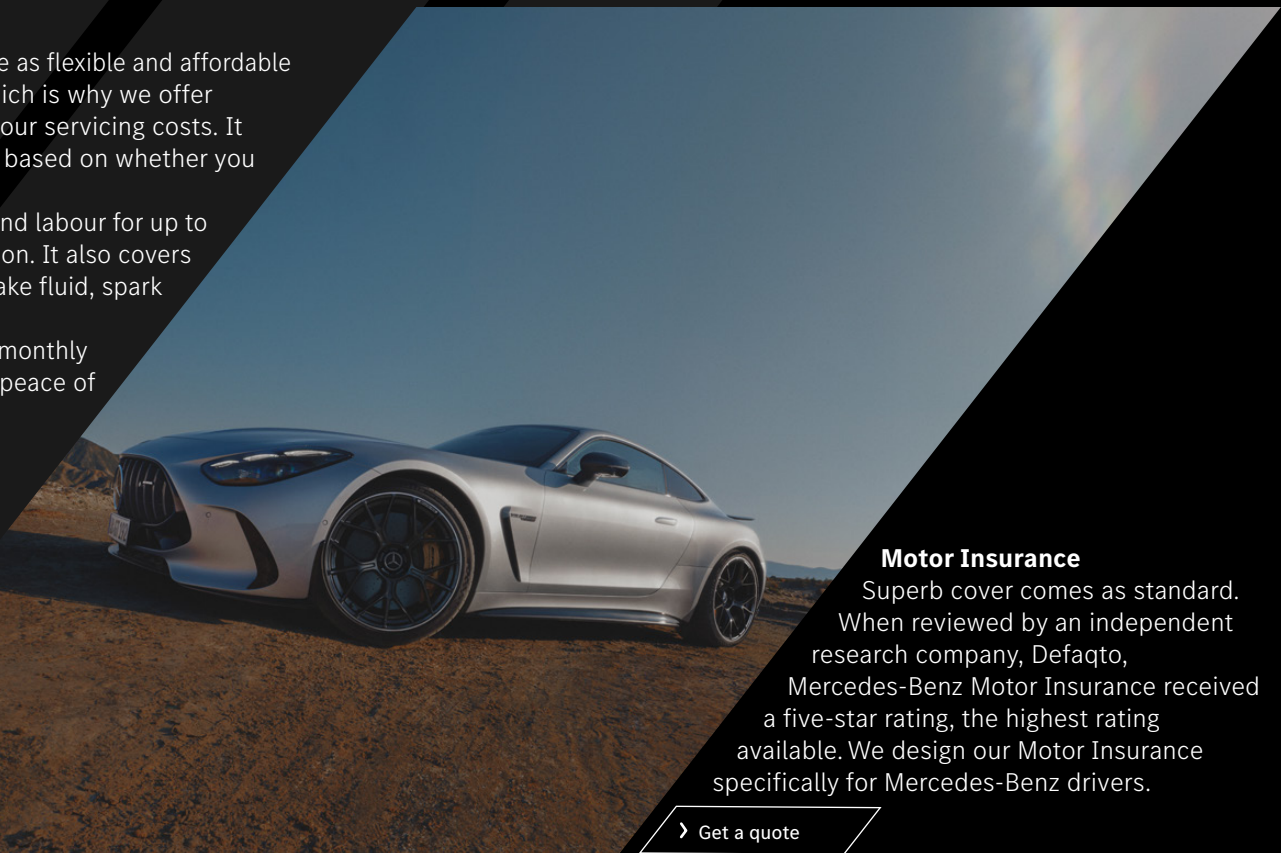 e as flexible and affordable
ich is why we offer
our servicing costs. It
based on whether you
nd labour for up to
on. It also covers
ake fluid, spark
monthly
peace of
Motor Insurance
Superb cover comes as standard.
When reviewed by an independent
research company, Defaqto,
Mercedes-Benz Motor Insurance received
a five-star rating, the highest rating
available. We design our Motor Insurance
specifically for Mercedes-Benz drivers.
Get a quote